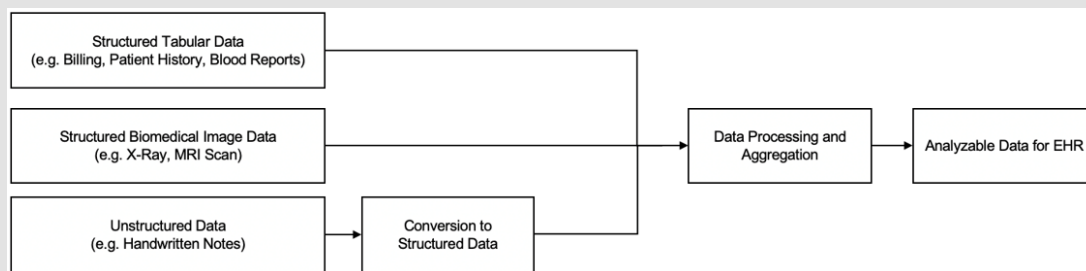 Structured Tabular Data
(e.g. Billing, Patient History, Blood Reports)
Structured Biomedical Image Data
(e.g. X-Ray, MRI Scan)
Unstructured Data
(e.g. Handwritten Notes)
Conversion to
Structured Data
Data Processing and
Aggregation
Analyzable Data for EHR